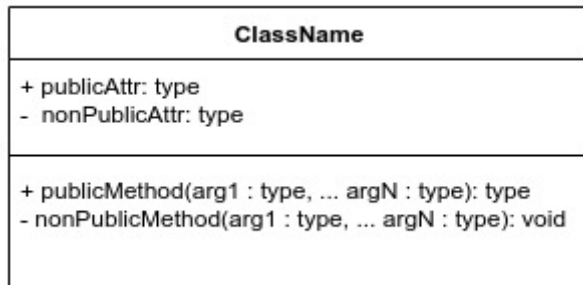 ClassName
+ publicAttr: type
- nonPublicAttr: type
+ publicMethod(arg1 : type, ... argN : type): type
- nonPublicMethod(arg1 : type, ... argN : type): void